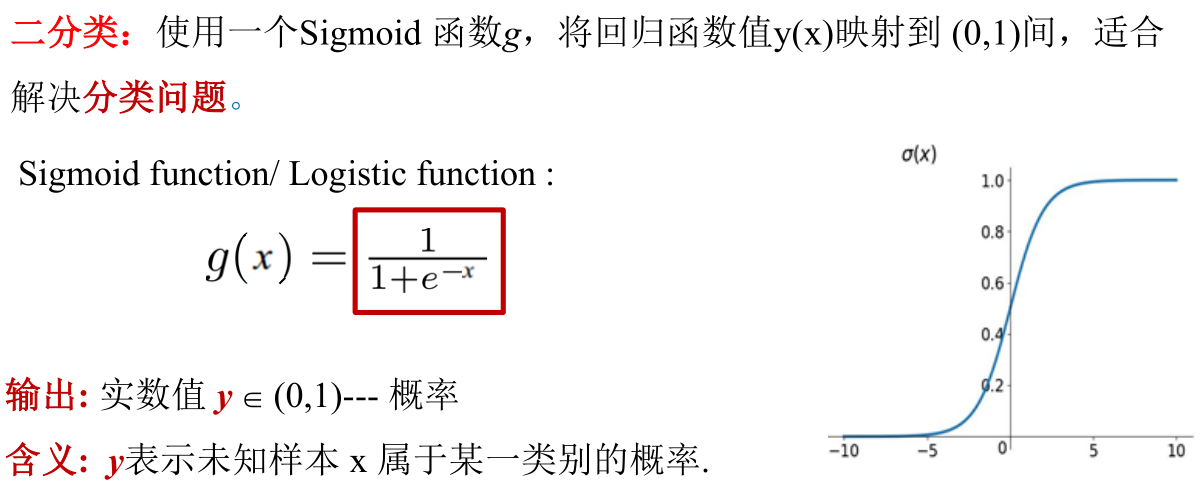 二分类：使用一个Sigmoid 函数g，将回归函数值y(x)映射到 (0,1)间，适合
解决分类问题。
Sigmoid function/ Logistic function :
g(x) = 1/(1+e^{-x})
σ(x)
1.0
0.8
0.6
0.4
0.2
−10 −5 0 5 10
输出: 实数值 y ∈ (0,1)--- 概率
含义: y表示未知样本 x 属于某一类别的概率.